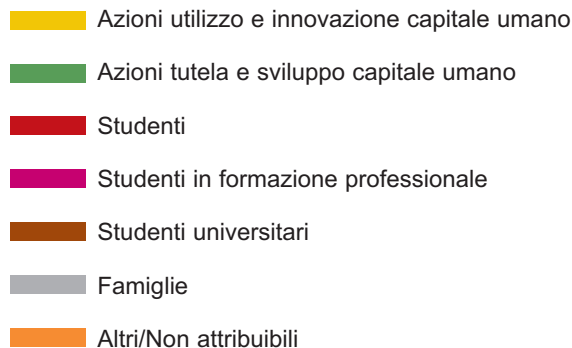 Azioni utilizzo e innovazione capitale umano
Azioni tutela e sviluppo capitale umano
Studenti
Studenti in formazione professionale
Studenti universitari
Famiglie
Altri/Non attribuibili